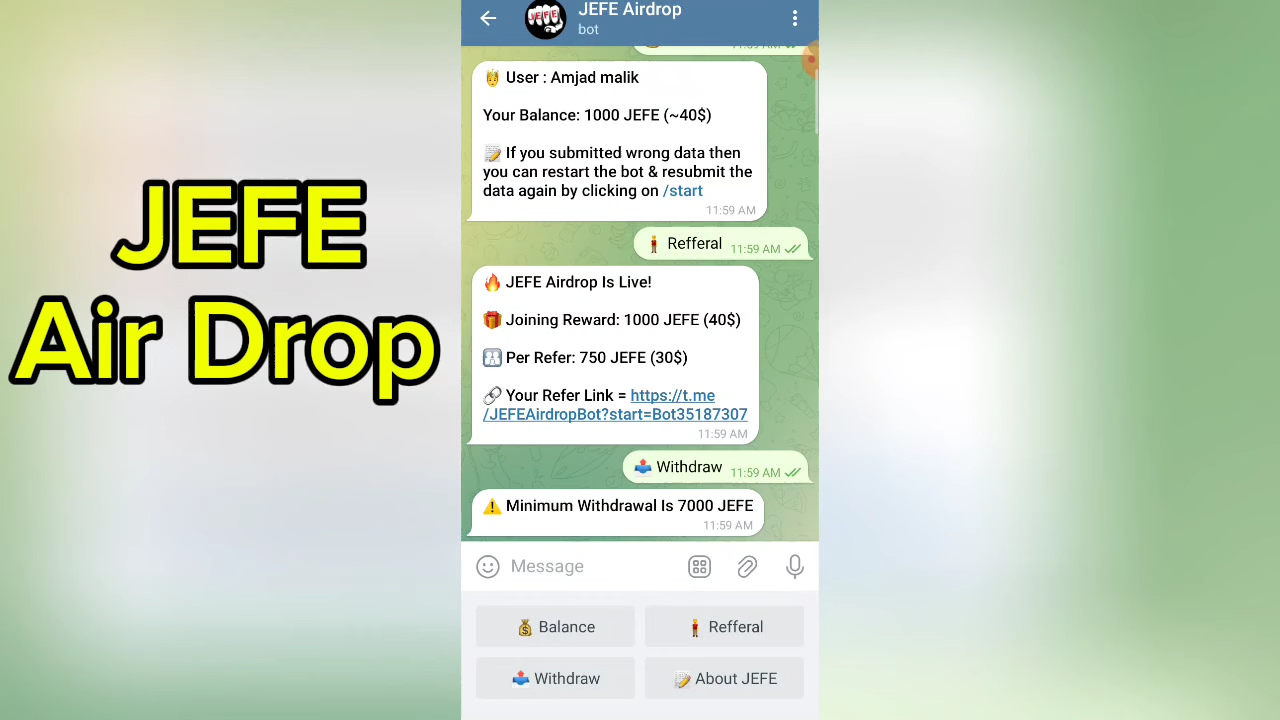 JEFE
Air Drop
JEFE Airdrop
bot
JEFE
User : Amjad malik
Your Balance: 1000 JEFE (~40$)
If you submitted wrong data then
you can restart the bot & resubmit the
data again by clicking on /start
11:59 AM
Refferal 11:59 AM
JEFE Airdrop Is Live!
Joining Reward: 1000 JEFE (40$)
Per Refer: 750 JEFE (30$)
Your Refer Link = https://t.me
/JEFEAirdropBot?start=Bot35187307
11:59 AM
Withdraw 11:59 AM
Minimum Withdrawal Is 7000 JEFE
11:59 AM
Message
Balance
Refferal
Withdraw
About JEFE